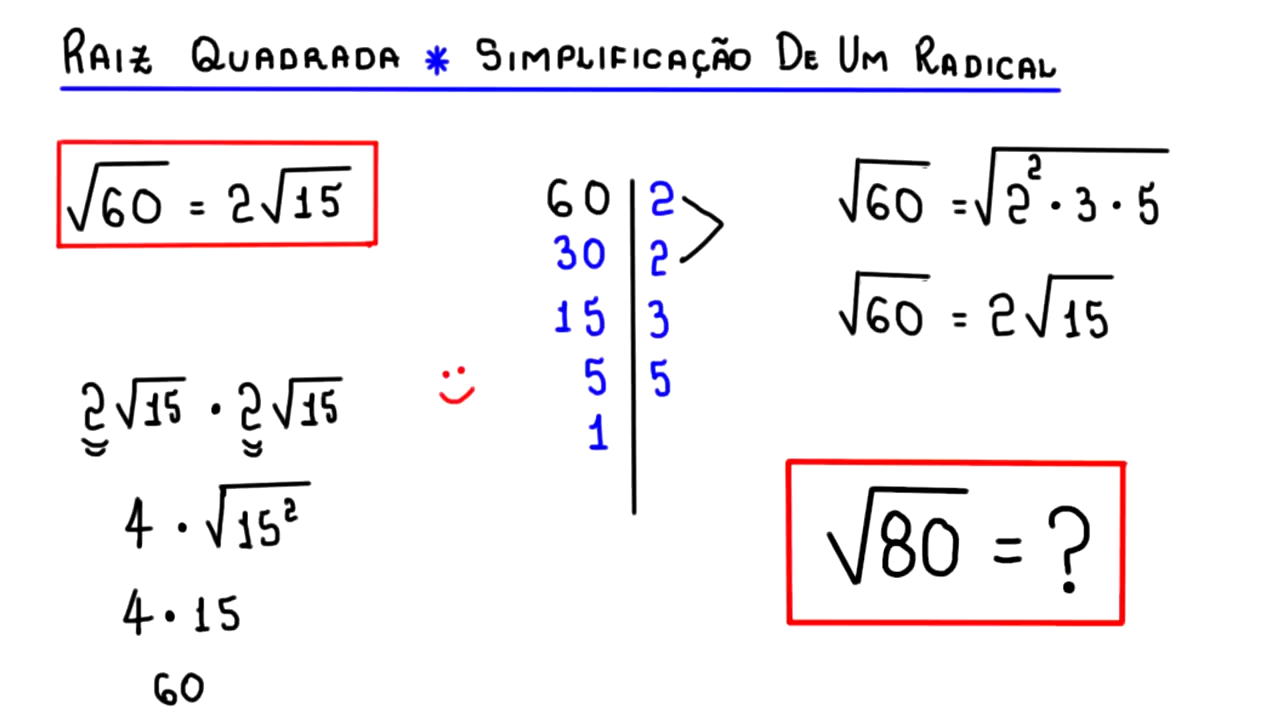 RAIZ QUADRADA * SIMPLIFICAÇÃO DE UM RADICAL
√60 = 2√15
2√15 · 2√15
4 · √15²
4 · 15
60
60 | 2
30 | 2
15 | 3
5 | 5
1
√60 = √2² · 3 · 5
√60 = 2√15
√80 = ?